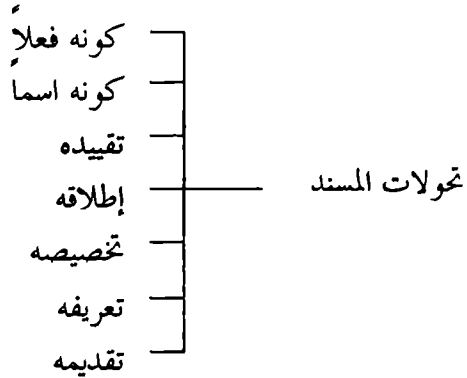 تحولات المسند
كونه فعلاً
كونه اسماً
تقييده
إطلاقه
تخصيصه
تعريفه
تقديمه